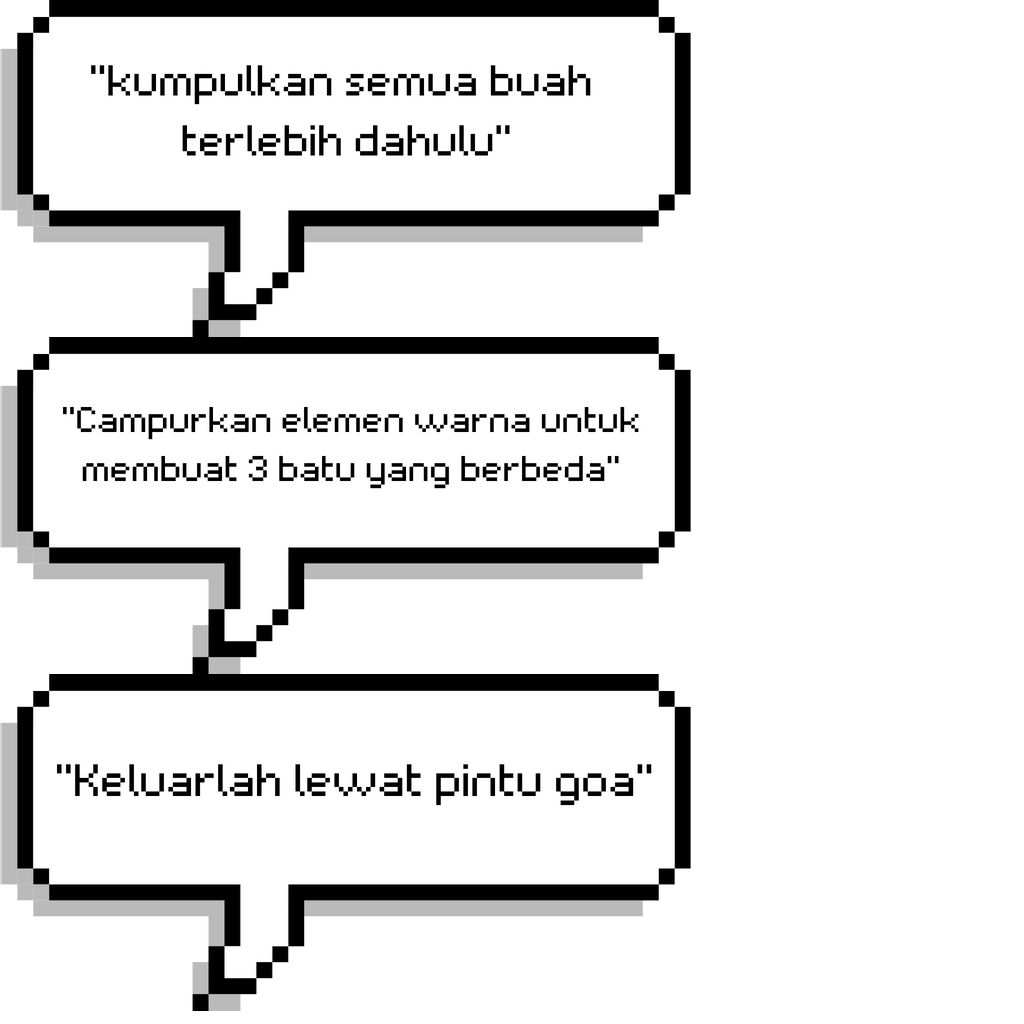 "kumpulkan semua buah
terlebih dahulu"
"Campurkan elemen warna untuk
membuat 3 batu yang berbeda"
"Keluarlah lewat pintu goa"